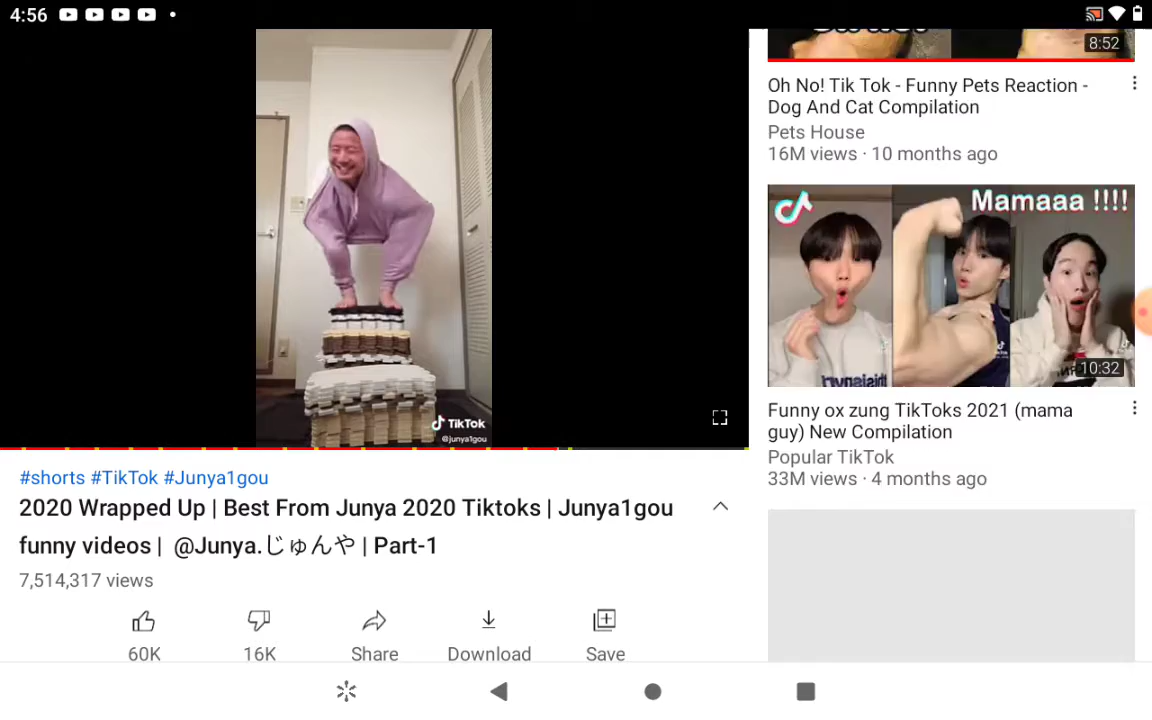 4:56
TikTok
@junya1gou
#shorts #TikTok #Junya1gou
2020 Wrapped Up | Best From Junya 2020 Tiktoks | Junya1gou
funny videos | @Junya.じゅんや | Part-1
7,514,317 views
60K
16K
Share
Download
Save
8:52
Oh No! Tik Tok - Funny Pets Reaction -
Dog And Cat Compilation
Pets House
16M views · 10 months ago
Mamaaa !!!!
10:32
Funny ox zung TikToks 2021 (mama
guy) New Compilation
Popular TikTok
33M views · 4 months ago